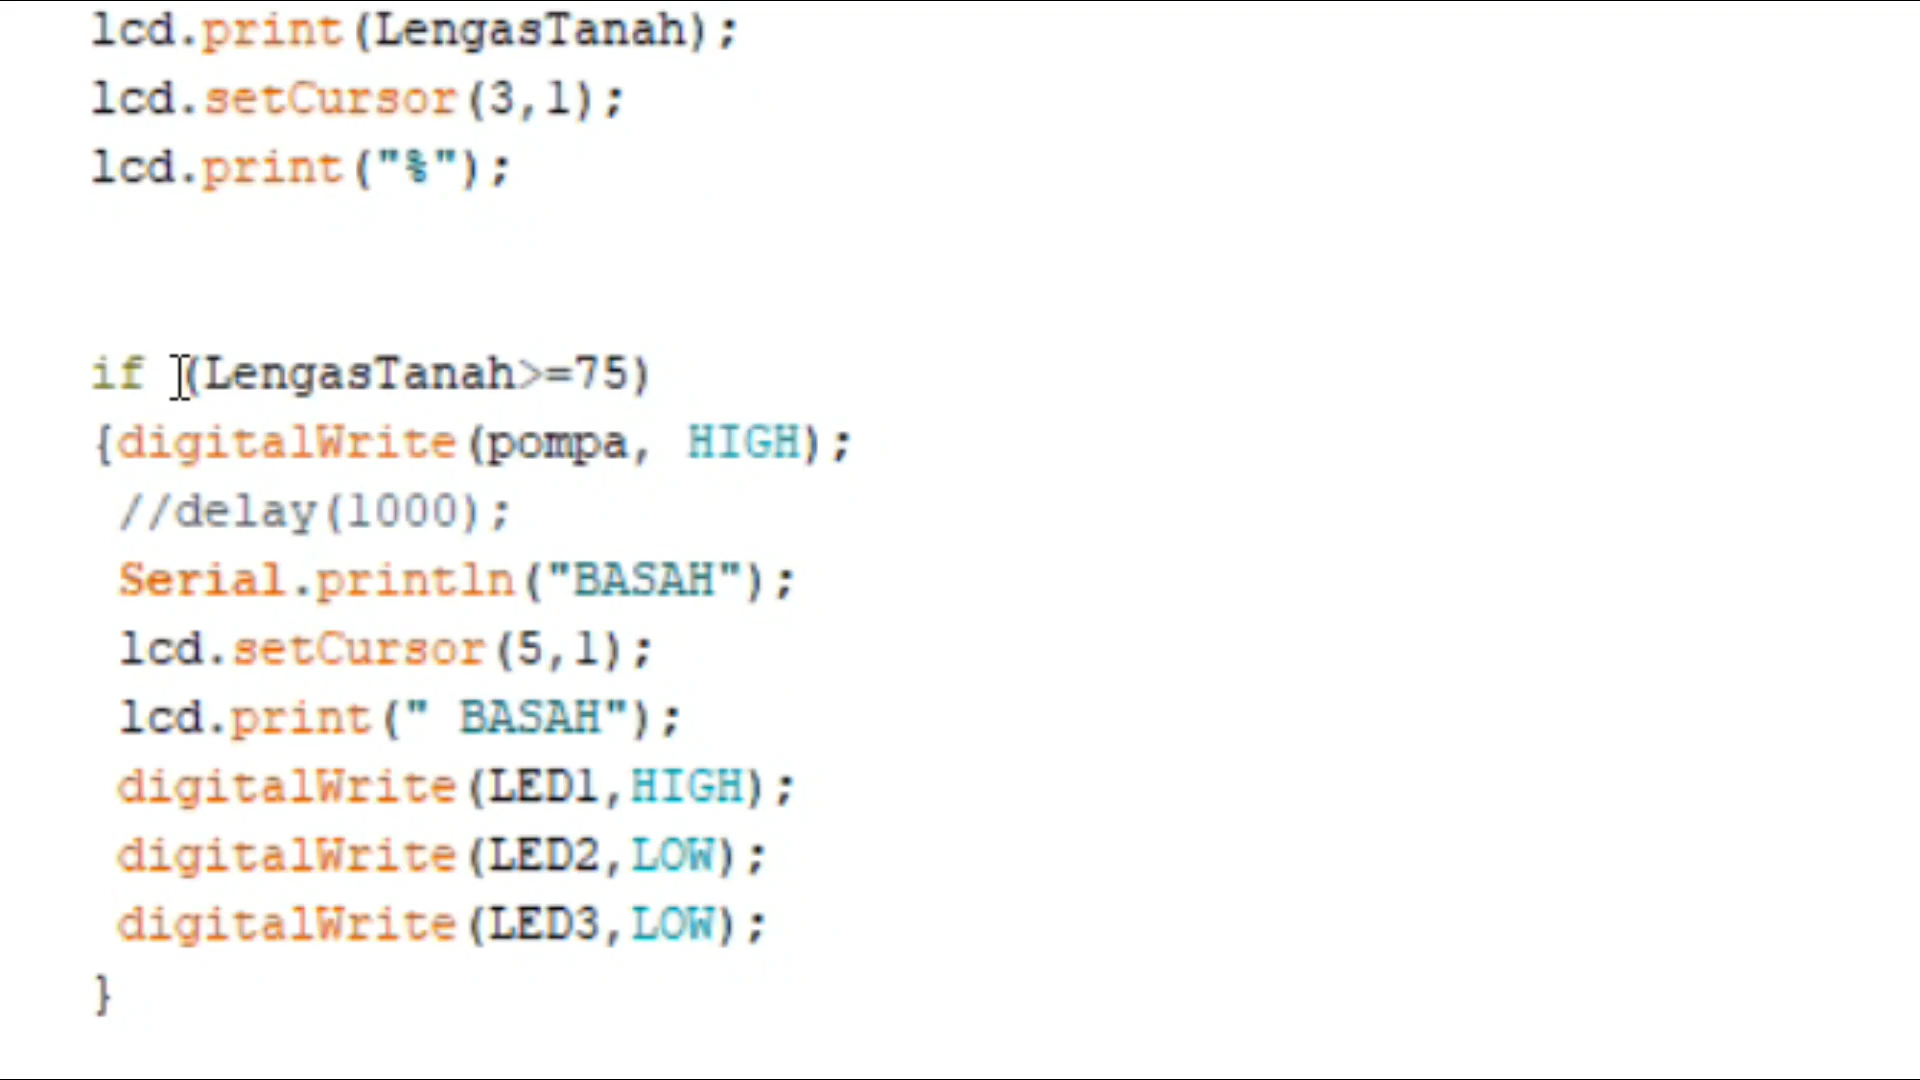 lcd.print(LengasTanah);
lcd.setCursor(3,1);
lcd.print("%");
if (LengasTanah>=75)
{digitalWrite(pompa, HIGH);
//delay(1000);
Serial.println("BASAH");
lcd.setCursor(5,1);
lcd.print(" BASAH");
digitalWrite(LED1,HIGH);
digitalWrite(LED2,LOW);
digitalWrite(LED3,LOW);
}